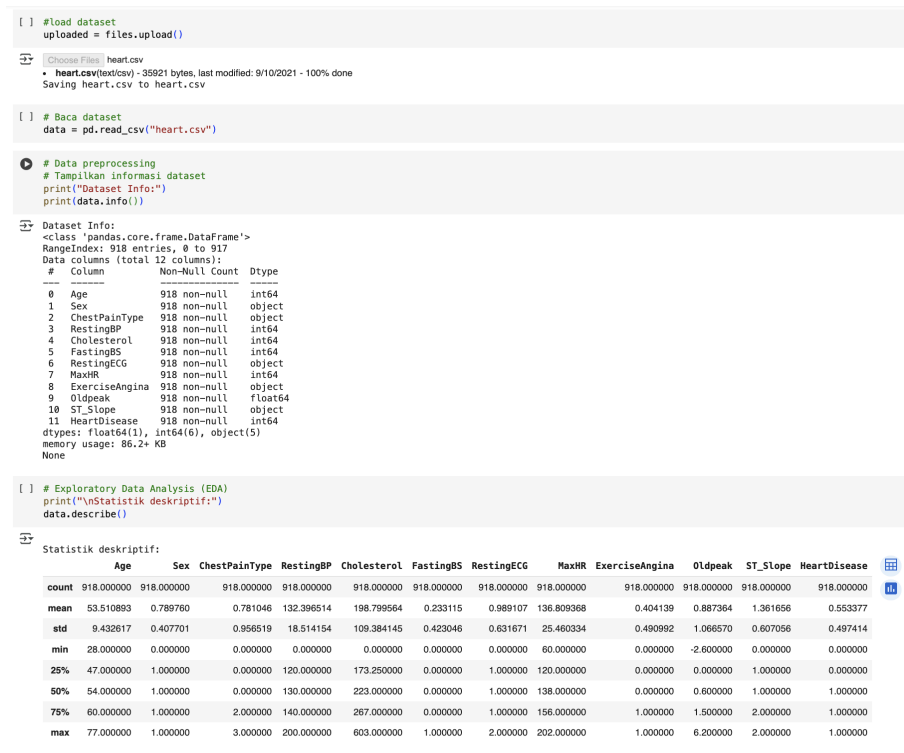 [ ] #load dataset
uploaded = files.upload()
Choose Files heart.csv
• heart.csv(text/csv) - 35921 bytes, last modified: 9/10/2021 - 100% done
Saving heart.csv to heart.csv
[ ] # Baca dataset
data = pd.read_csv("heart.csv")
# Data preprocessing
# Tampilkan informasi dataset
print("Dataset Info:")
print(data.info())
Dataset Info:
<class 'pandas.core.frame.DataFrame'>
RangeIndex: 918 entries, 0 to 917
Data columns (total 12 columns):
# Column Non-Null Count Dtype
--- ------ -------------- -----
0 Age 918 non-null int64
1 Sex 918 non-null object
2 ChestPainType 918 non-null object
3 RestingBP 918 non-null int64
4 Cholesterol 918 non-null int64
5 FastingBS 918 non-null int64
6 RestingECG 918 non-null object
7 MaxHR 918 non-null int64
8 ExerciseAngina 918 non-null object
9 Oldpeak 918 non-null float64
10 ST_Slope 918 non-null object
11 HeartDisease 918 non-null int64
dtypes: float64(1), int64(6), object(5)
memory usage: 86.2+ KB
None
[ ] # Exploratory Data Analysis (EDA)
print("\nStatistik deskriptif:")
data.describe()
Statistik deskriptif:
Age Sex ChestPainType RestingBP Cholesterol FastingBS RestingECG MaxHR ExerciseAngina Oldpeak ST_Slope HeartDisease
count 918.000000 918.000000 918.000000 918.000000 918.000000 918.000000 918.000000 918.000000 918.000000 918.000000 918.000000 918.000000
mean 53.510893 0.789760 0.781046 132.396514 198.799564 0.233115 0.989107 136.809368 0.404139 0.887364 1.361656 0.553377
std 9.432617 0.407701 0.956519 18.514154 109.384145 0.423046 0.631671 25.460334 0.490992 1.066570 0.607056 0.497414
min 28.000000 0.000000 0.000000 0.000000 0.000000 0.000000 0.000000 60.000000 0.000000 -2.600000 0.000000 0.000000
25% 47.000000 1.000000 0.000000 120.000000 173.250000 0.000000 1.000000 120.000000 0.000000 0.000000 1.000000 0.000000
50% 54.000000 1.000000 0.000000 130.000000 223.000000 0.000000 1.000000 138.000000 0.000000 0.600000 1.000000 1.000000
75% 60.000000 1.000000 2.000000 140.000000 267.000000 0.000000 1.000000 156.000000 1.000000 1.500000 2.000000 1.000000
max 77.000000 1.000000 3.000000 200.000000 603.000000 1.000000 2.000000 202.000000 1.000000 6.200000 2.000000 1.000000